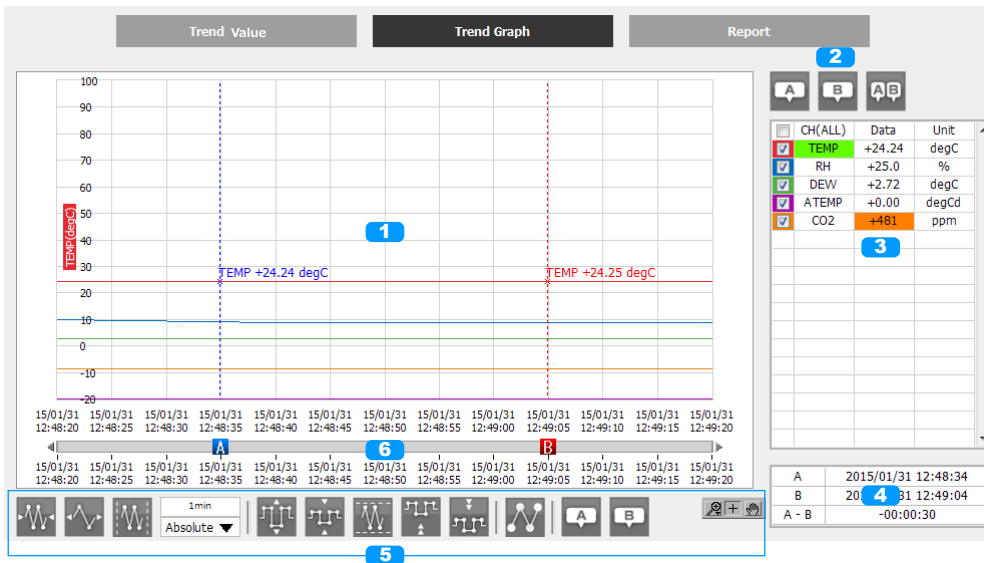 Trend Value
Trend Graph
Report
2
A
B
A B
CH(ALL) Data Unit
TEMP +24.24 degC
RH +25.0 %
DEW +2.72 degC
ATEMP +0.00 degCd
CO2 +481 ppm
3
100
90
80
70
60
50
40
30
20
10
0
-10
-20
TEMP(degC)
1
TEMP +24.24 degC
TEMP +24.25 degC
15/01/31 15/01/31 15/01/31 15/01/31 15/01/31 15/01/31 15/01/31 15/01/31 15/01/31 15/01/31 15/01/31 15/01/31 15/01/31
12:48:20 12:48:25 12:48:30 12:48:35 12:48:40 12:48:45 12:48:50 12:48:55 12:49:00 12:49:05 12:49:10 12:49:15 12:49:20
A 6 B
15/01/31 15/01/31 15/01/31 15/01/31 15/01/31 15/01/31 15/01/31 15/01/31 15/01/31 15/01/31 15/01/31 15/01/31 15/01/31
12:48:20 12:48:25 12:48:30 12:48:35 12:48:40 12:48:45 12:48:50 12:48:55 12:49:00 12:49:05 12:49:10 12:49:15 12:49:20
A 2015/01/31 12:48:34
B 31 12:49:04
4
A - B -00:00:30
1min
Absolute
A
B
5